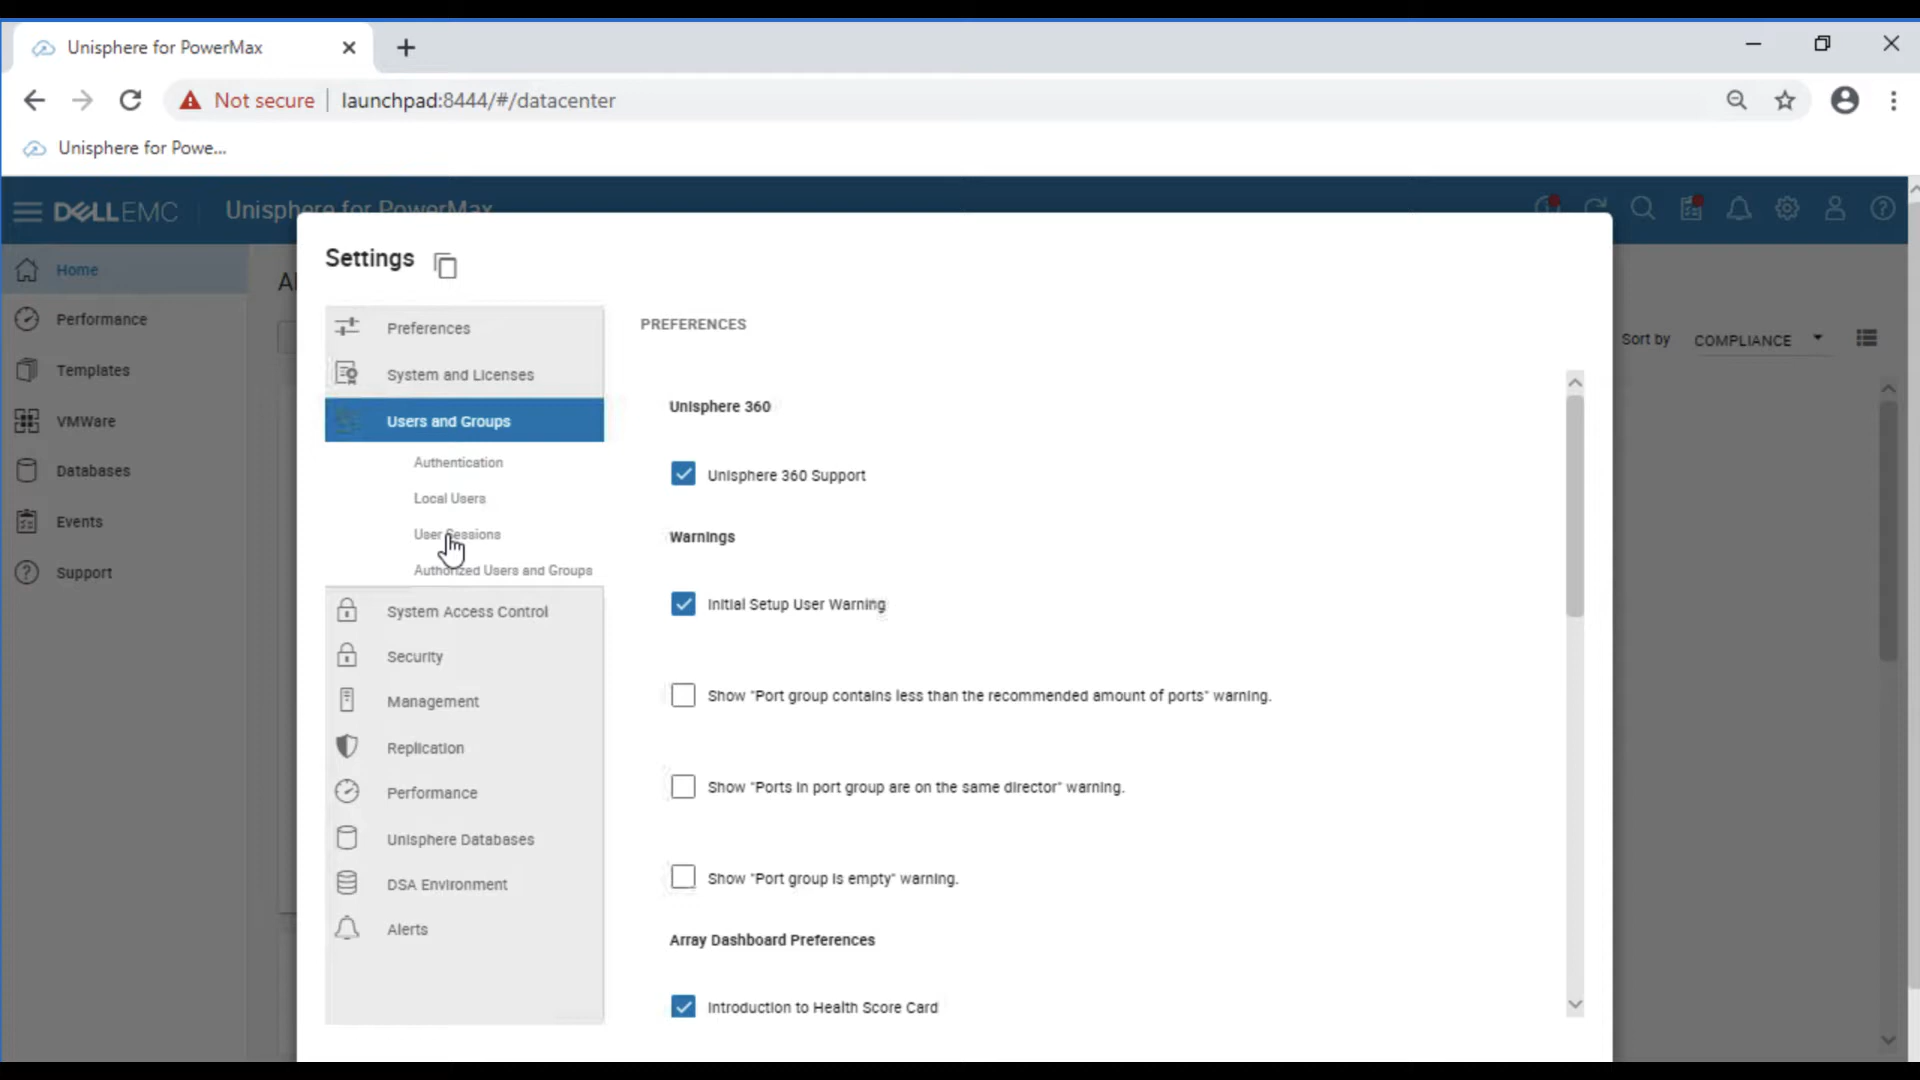 Unisphere for PowerMax
Not secure
launchpad:8444/#/datacenter
Unisphere for Powe...
DELLEMC
Unisphere for PowerMax
Home
Performance
Templates
VMWare
Databases
Events
Support
Sort by
COMPLIANCE
Settings
Preferences
System and Licenses
Users and Groups
Authentication
Local Users
User Sessions
Authorized Users and Groups
System Access Control
Security
Management
Replication
Performance
Unisphere Databases
DSA Environment
Alerts
PREFERENCES
Unisphere 360
Unisphere 360 Support
Warnings
Initial Setup User Warning
Show "Port group contains less than the recommended amount of ports" warning.
Show "Ports in port group are on the same director" warning.
Show "Port group is empty" warning.
Array Dashboard Preferences
Introduction to Health Score Card